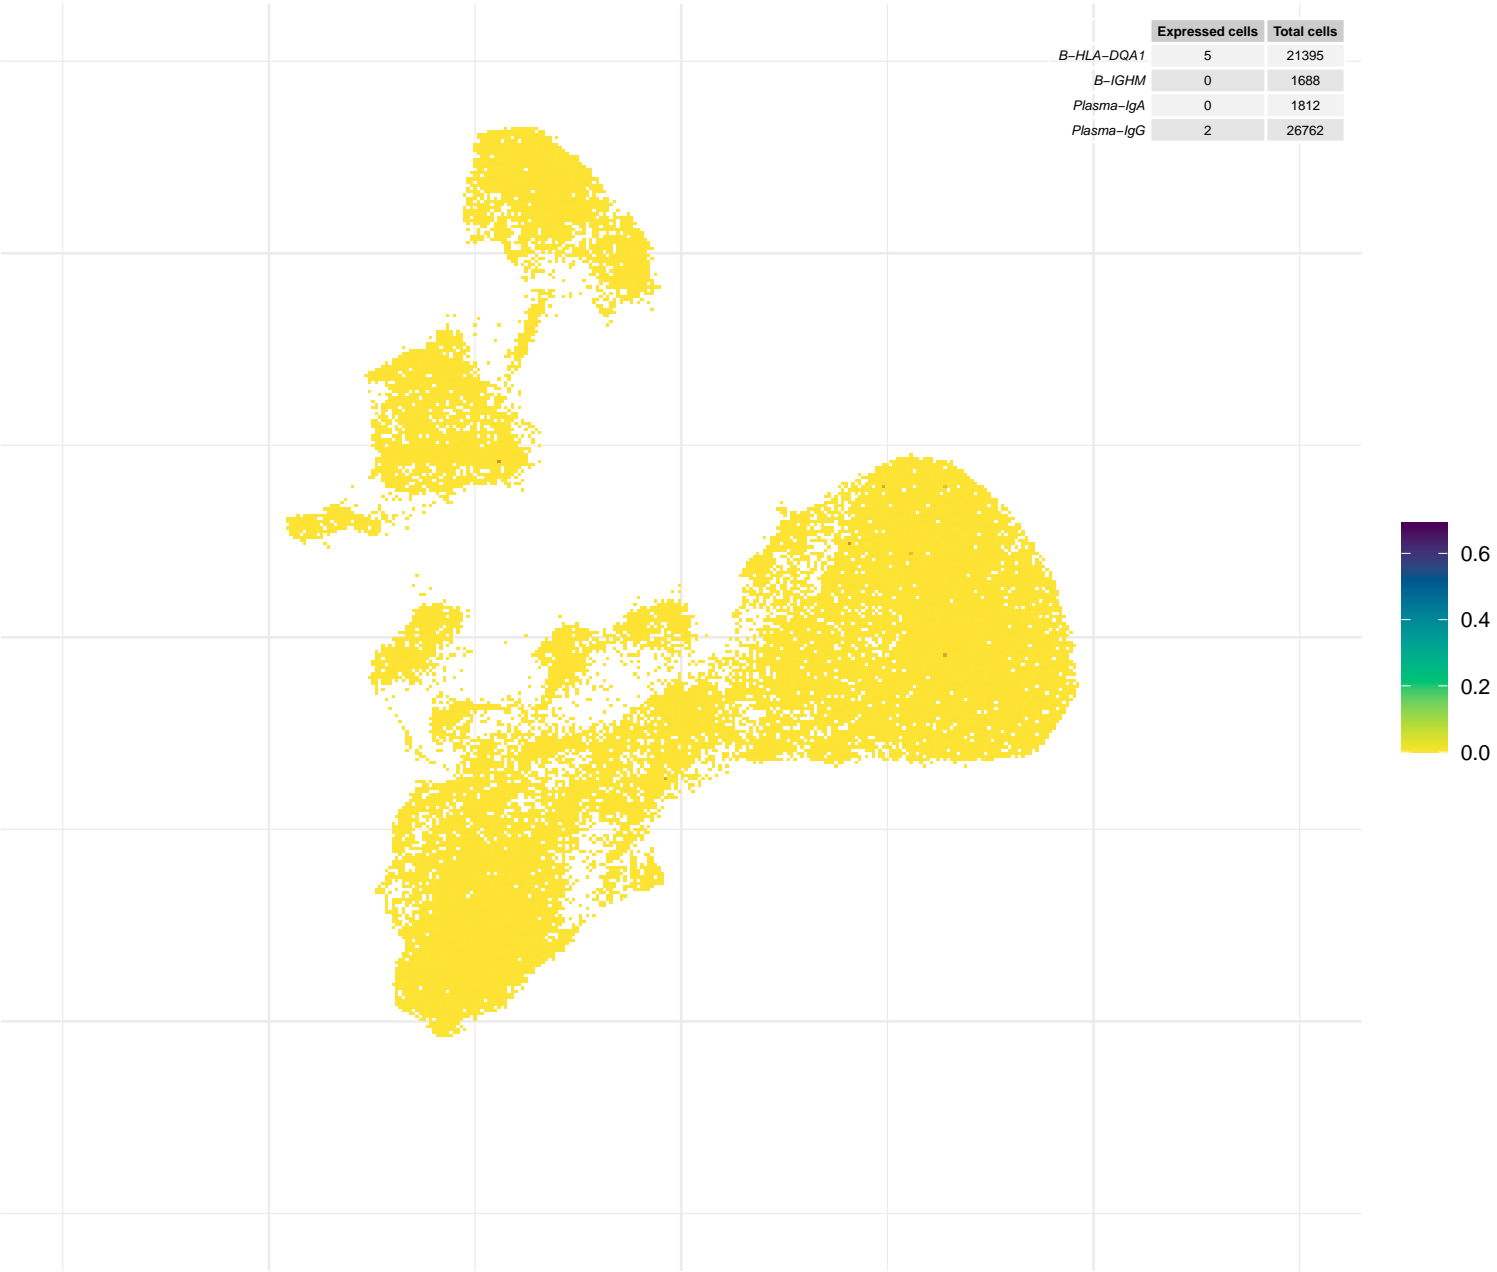 Expressed cells Total cells
B−HLA−DQA1 5 21395
B−IGHM 0 1688
Plasma−IgA 0 1812
Plasma−IgG 2 26762
0.6
0.4
0.2
0.0